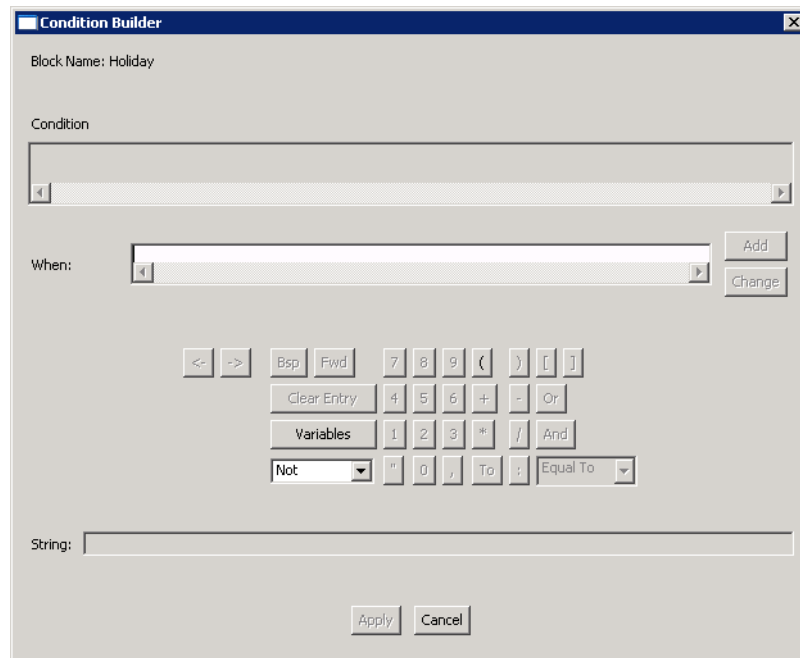 Condition Builder
Block Name: Holiday
Condition
When:
Add
Change
<- -> Bsp Fwd 7 8 9 ( ) [ ]
Clear Entry 4 5 6 + - Or
Variables 1 2 3 * / And
Not " 0 , To : Equal To
String:
Apply Cancel